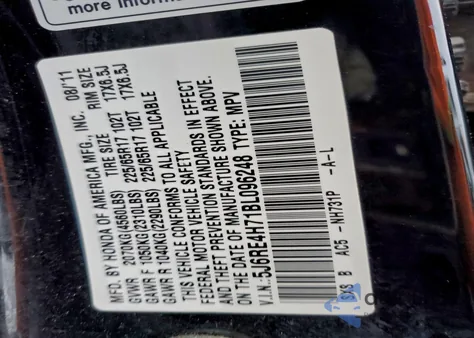 more inform
MFD. BY HONDA OF AMERICA MFG., INC. 08/'11
TIRE SIZE RIM SIZE
GVWR 2070KG(4560LBS)
GAWR F 1050KG(2310LBS) 225/65R17 102T 17X6.5J
GAWR R 1040KG(2290LBS) 225/65R17 102T 17X6.5J
THIS VEHICLE CONFORMS TO ALL APPLICABLE
FEDERAL MOTOR VEHICLE SAFETY
AND THEFT PREVENTION STANDARDS IN EFFECT
ON THE DATE OF MANUFACTURE SHOWN ABOVE.
V.I.N.: 5J6RE4H71BL096248 TYPE: MPV
SXS B AC5 -NH731P -A-L